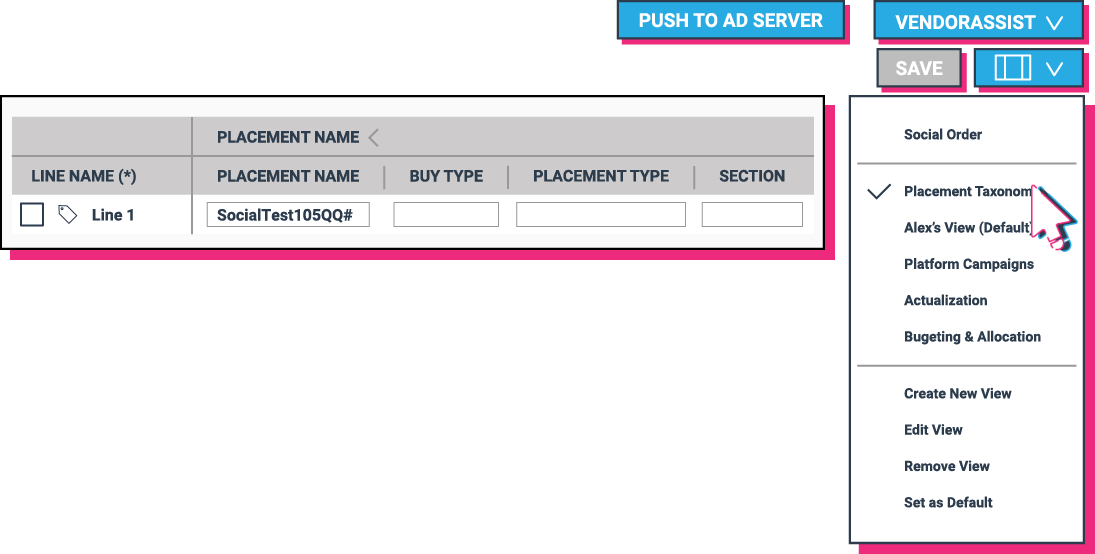 PUSH TO AD SERVER
VENDORASSIST
SAVE
PLACEMENT NAME
LINE NAME (*)
PLACEMENT NAME
BUY TYPE
PLACEMENT TYPE
SECTION
Line 1
SocialTest105QQ#
Social Order
Placement Taxonom
Alex's View (Default)
Platform Campaigns
Actualization
Bugeting & Allocation
Create New View
Edit View
Remove View
Set as Default